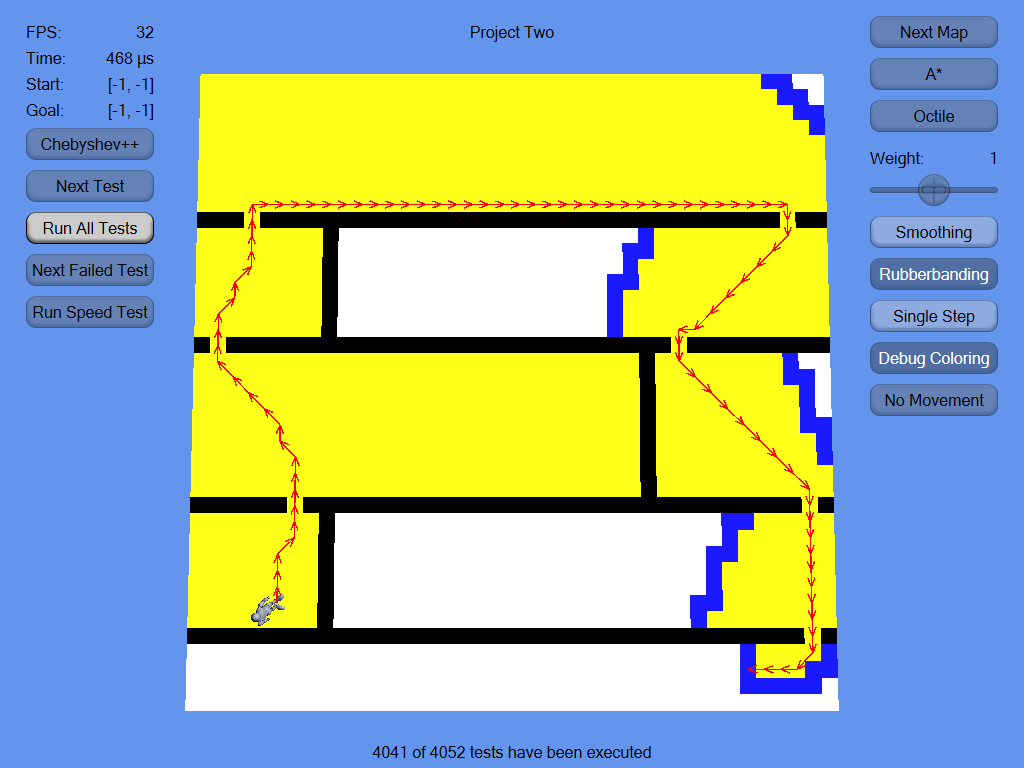 FPS: 32
Time: 468 µs
Start: [-1, -1]
Goal: [-1, -1]
Chebyshev++
Next Test
Run All Tests
Next Failed Test
Run Speed Test
Project Two
Next Map
A*
Octile
Weight: 1
Smoothing
Rubberbanding
Single Step
Debug Coloring
No Movement
4041 of 4052 tests have been executed